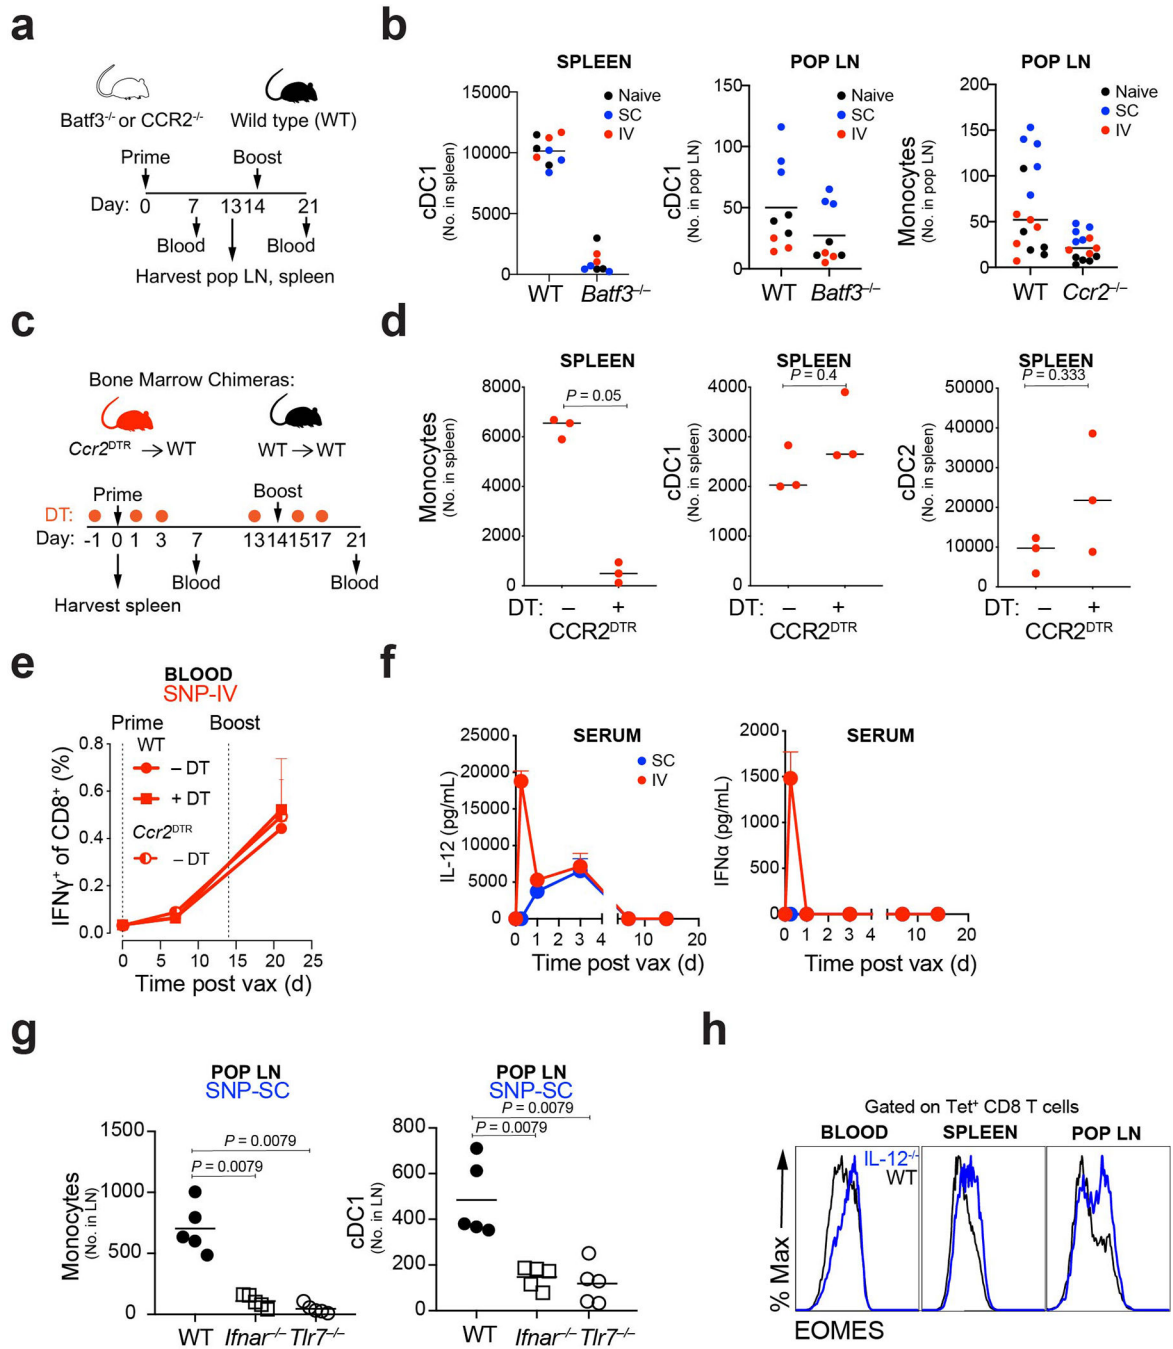 a
Batf3⁻/⁻ or CCR2⁻/⁻ Wild type (WT)
Prime Boost
Day: 0 7 13 14 21
Blood Blood
Harvest pop LN, spleen
b
SPLEEN
Naive
SC
IV
15000
10000
5000
0
cDC1
(No. in spleen)
WT Batf3⁻/⁻
POP LN
Naive
SC
IV
150
100
50
0
cDC1
(No. in pop LN)
WT Batf3⁻/⁻
POP LN
Naive
SC
IV
200
150
100
50
0
Monocytes
(No. in pop LN)
WT Ccr2⁻/⁻
c
Bone Marrow Chimeras:
Ccr2ᴰᵀᴿ → WT WT → WT
Prime Boost
DT:
Day: -1 0 1 3 7 13 14 15 17 21
Blood Blood
Harvest spleen
d
SPLEEN
P = 0.05
8000
6000
4000
2000
0
Monocytes
(No. in spleen)
DT: – +
CCR2ᴰᵀᴿ
SPLEEN
P = 0.4
4000
3000
2000
1000
0
cDC1
(No. in spleen)
DT: – +
CCR2ᴰᵀᴿ
SPLEEN
P = 0.333
50000
40000
30000
20000
10000
0
cDC2
(No. in spleen)
DT: – +
CCR2ᴰᵀᴿ
e
BLOOD
SNP-IV
Prime Boost
WT
– DT
+ DT
Ccr2ᴰᵀᴿ
– DT
0.8
0.6
0.4
0.2
0.0
IFNγ⁺ of CD8⁺ (%)
0 5 10 15 20 25
Time post vax (d)
f
SERUM
SC
IV
25000
20000
15000
10000
5000
0
IL-12 (pg/mL)
0 1 2 3 4 10 20
Time post vax (d)
SERUM
2000
1500
1000
500
0
IFNα (pg/mL)
0 1 2 3 4 10 20
Time post vax (d)
g
POP LN
SNP-SC
P = 0.0079
P = 0.0079
1500
1000
500
0
Monocytes
(No. in LN)
WT Ifnar⁻/⁻ Tlr7⁻/⁻
POP LN
SNP-SC
P = 0.0079
P = 0.0079
800
600
400
200
0
cDC1
(No. in LN)
WT Ifnar⁻/⁻ Tlr7⁻/⁻
h
Gated on Tet⁺ CD8 T cells
BLOOD SPLEEN POP LN
IL-12⁻/⁻
WT
% Max
EOMES